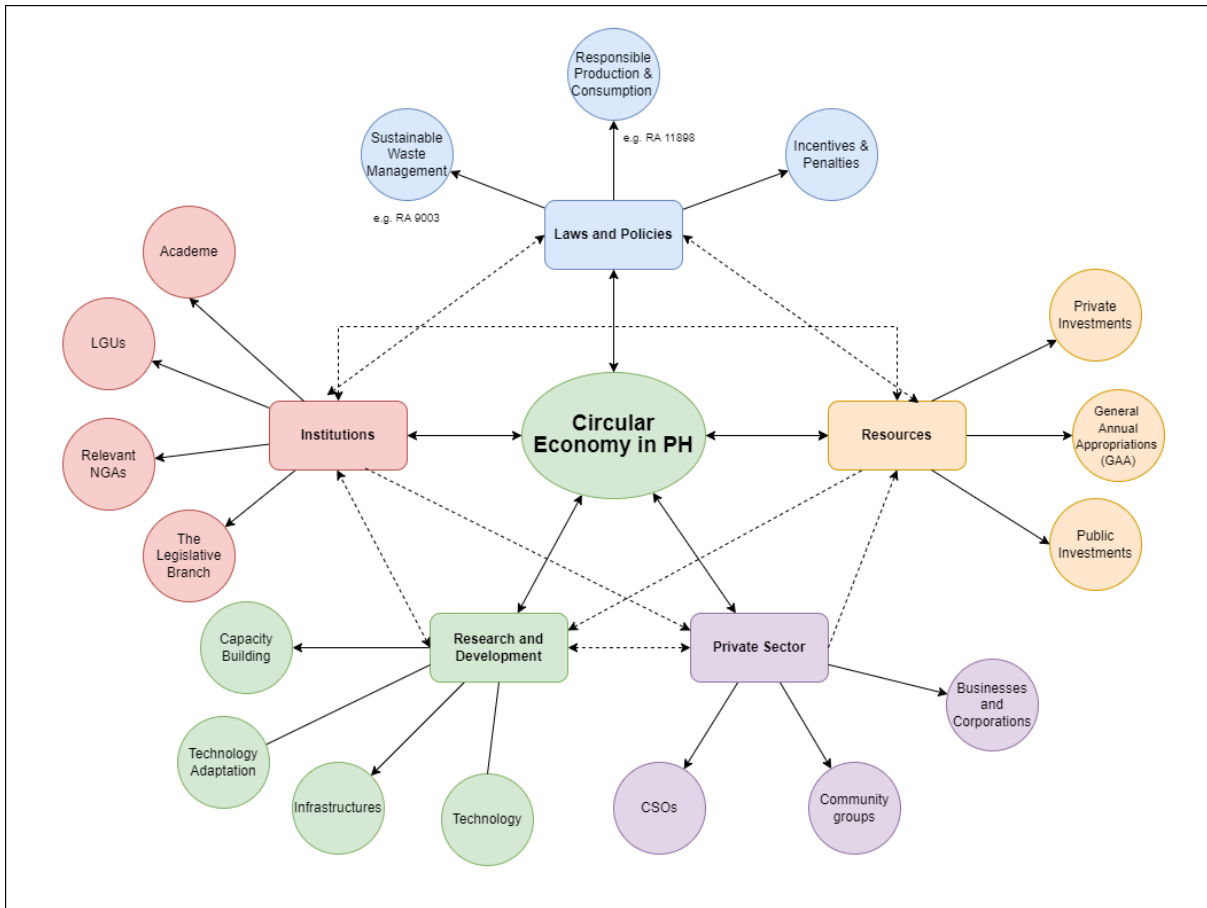 Responsible
Production &
Consumption
e.g. RA 11898
Sustainable
Waste
Management
e.g. RA 9003
Incentives &
Penalties
Laws and Policies
Academe
LGUs
Relevant
NGAs
The
Legislative
Branch
Institutions
Circular
Economy in PH
Resources
Private
Investments
General
Annual
Appropriations
(GAA)
Public
Investments
Research and
Development
Capacity
Building
Technology
Adaptation
Infrastructures
Technology
Private Sector
CSOs
Community
groups
Businesses
and
Corporations